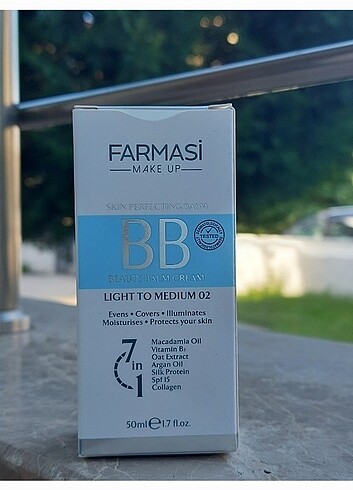 FARMASİ
MAKE UP
SKIN PERFECTING BALM
BB
TESTED
BEAUTY BALM CREAM
LIGHT TO MEDIUM 02
Evens • Covers • Illuminates
Moisturises • Protects your skin
7 in 1
Macadamia Oil
Vitamin B5
Oat Extract
Argan Oil
Silk Protein
Spf 15
Collagen
50ml ℮ 1.7 fl.oz.